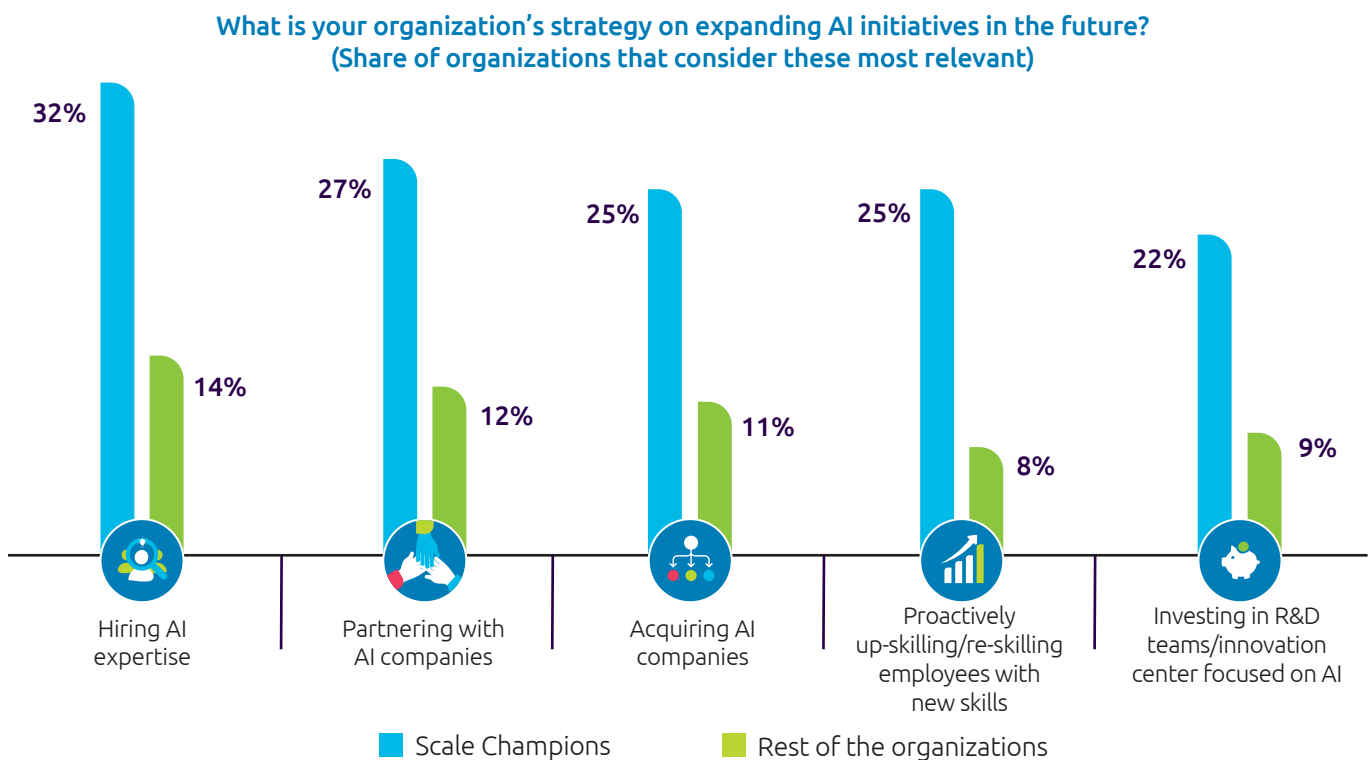 What is your organization’s strategy on expanding AI initiatives in the future?
(Share of organizations that consider these most relevant)
32%
14%
27%
12%
25%
11%
25%
8%
22%
9%
Hiring AI
expertise
Partnering with
AI companies
Acquiring AI
companies
Proactively
up-skilling/re-skilling
employees with
new skills
Investing in R&D
teams/innovation
center focused on AI
Scale Champions
Rest of the organizations